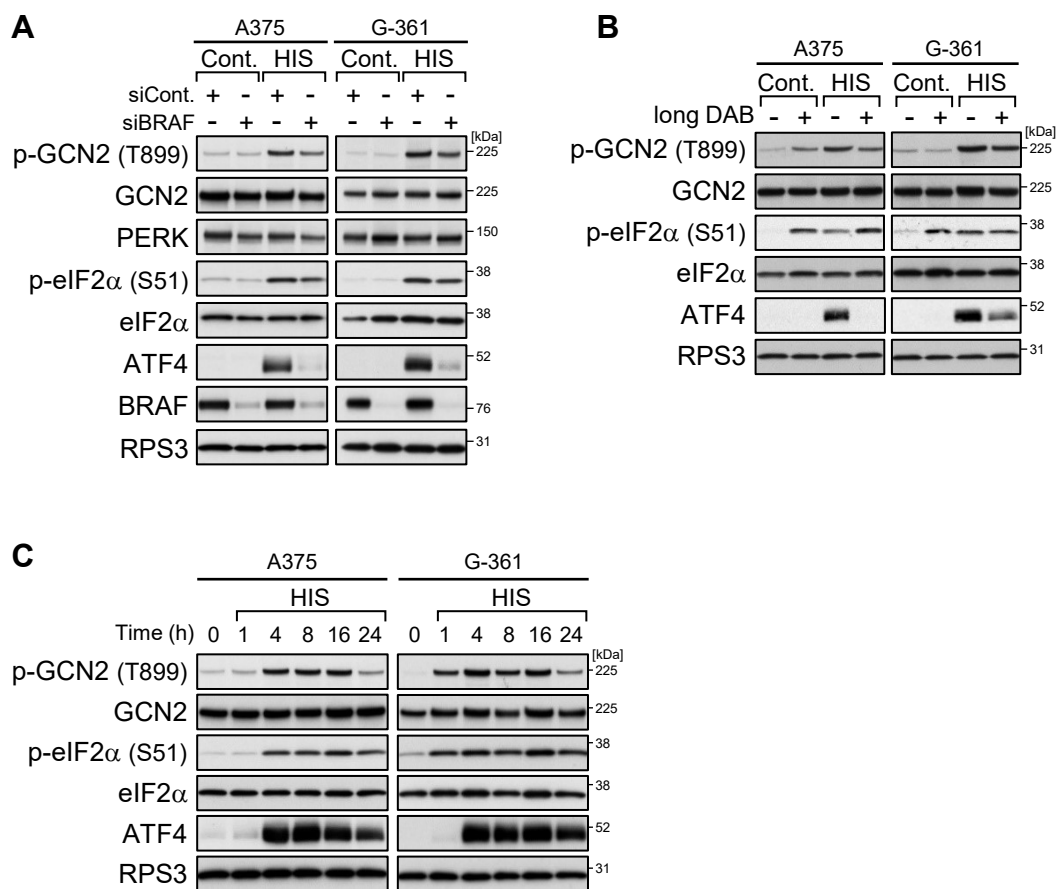 A
A375 G-361
Cont. HIS Cont. HIS
siCont. + - + - + - + -
siBRAF - + - + - + - +
[kDa]
p-GCN2 (T899) 225
GCN2 225
PERK 150
p-eIF2α (S51) 38
eIF2α 38
ATF4 52
BRAF 76
RPS3 31
B
A375 G-361
Cont. HIS Cont. HIS
long DAB - + - + - + - +
[kDa]
p-GCN2 (T899) 225
GCN2 225
p-eIF2α (S51) 38
eIF2α 38
ATF4 52
RPS3 31
C
A375 G-361
HIS HIS
Time (h) 0 1 4 8 16 24 0 1 4 8 16 24
[kDa]
p-GCN2 (T899) 225
GCN2 225
p-eIF2α (S51) 38
eIF2α 38
ATF4 52
RPS3 31